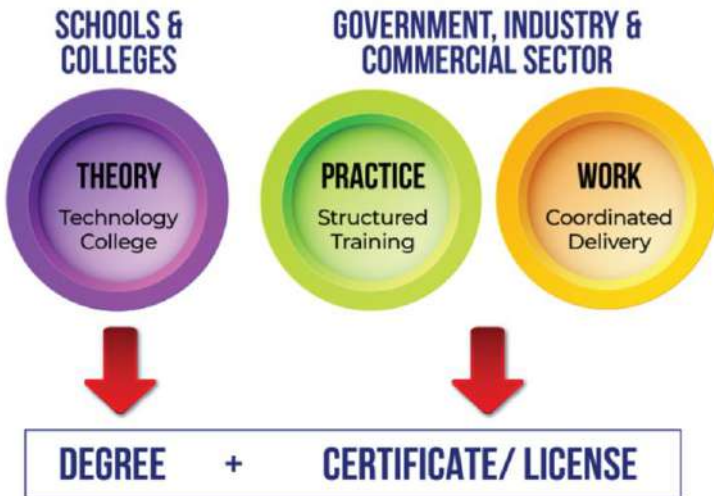 SCHOOLS &
COLLEGES
GOVERNMENT, INDUSTRY &
COMMERCIAL SECTOR
THEORY
Technology
College
PRACTICE
Structured
Training
WORK
Coordinated
Delivery
DEGREE + CERTIFICATE/ LICENSE